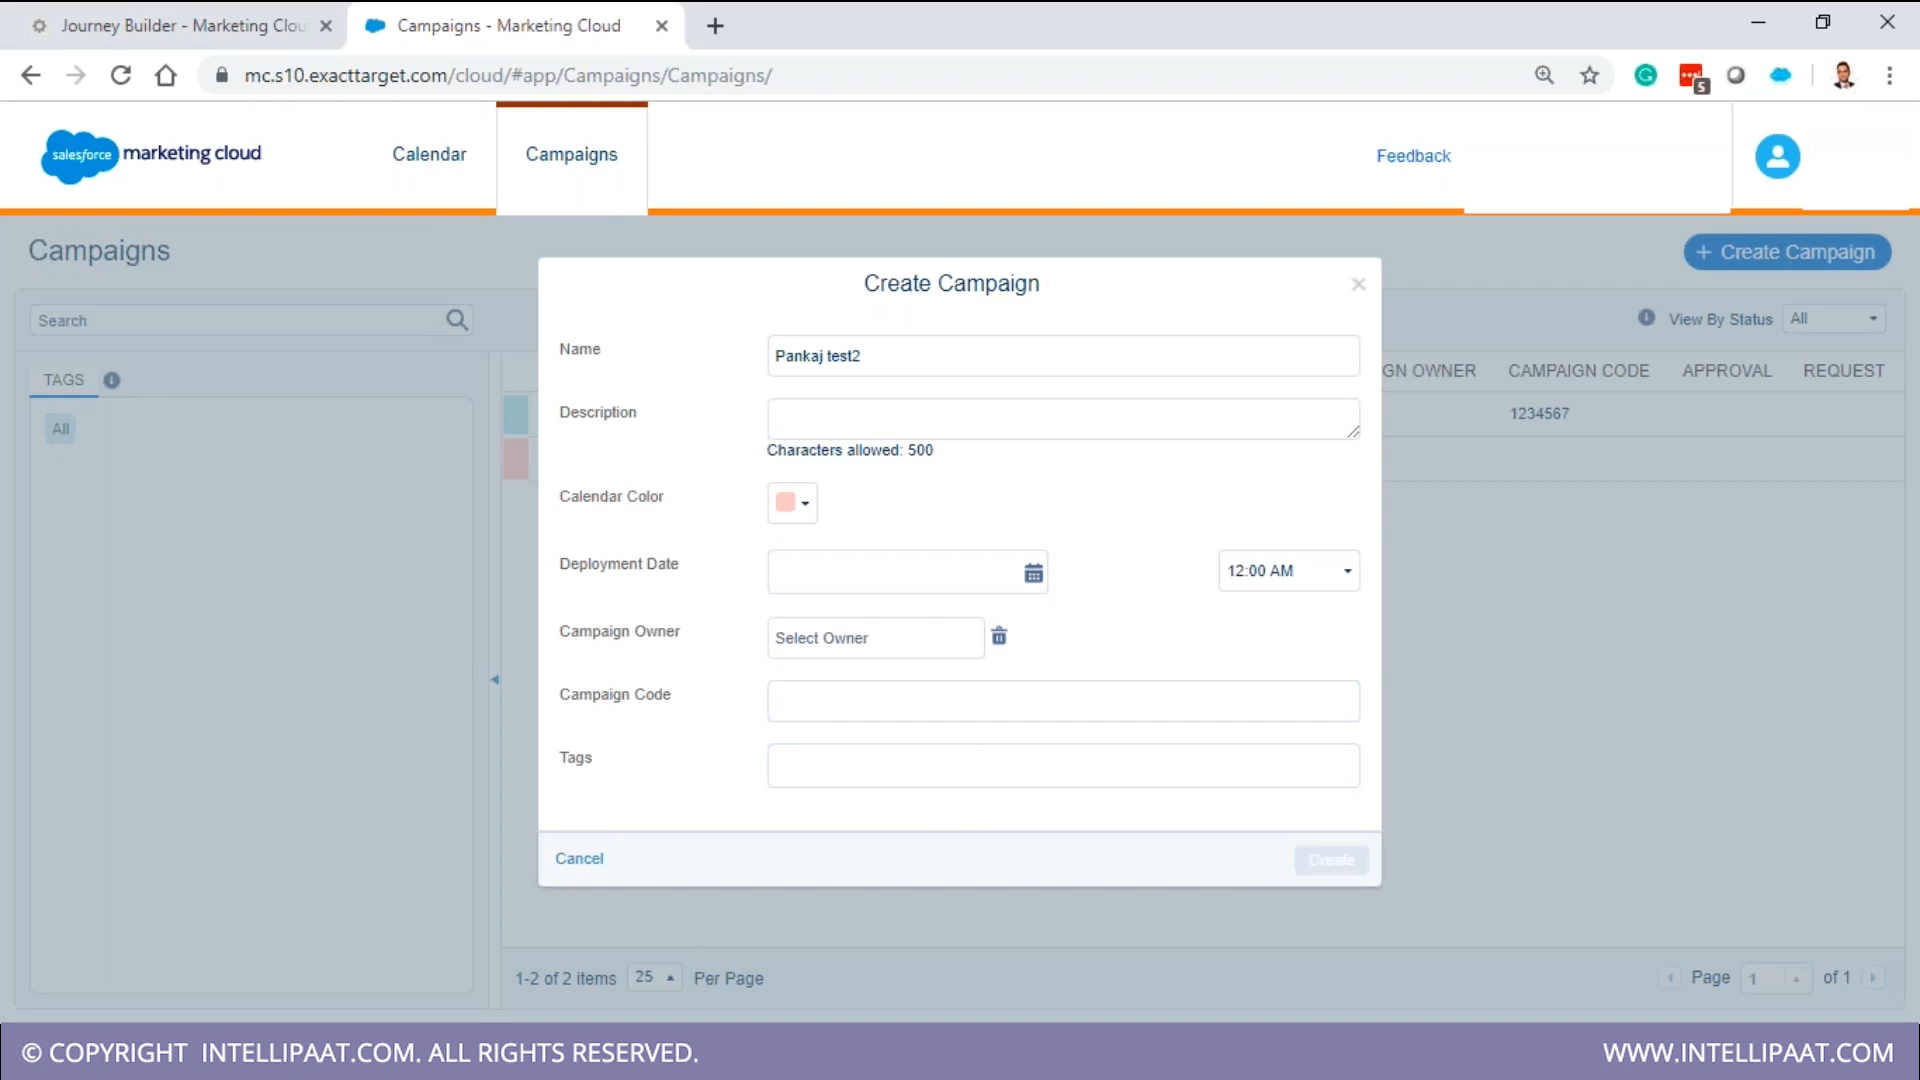 Journey Builder - Marketing Clou
Campaigns - Marketing Cloud
mc.s10.exacttarget.com/cloud/#app/Campaigns/Campaigns/
S
salesforce marketing cloud
Calendar
Campaigns
Feedback
Campaigns
+ Create Campaign
Create Campaign
Search
View By Status
All
TAGS
GN OWNER
CAMPAIGN CODE
APPROVAL
REQUEST
All
1234567
Name
Pankaj test2
Description
Characters allowed: 500
Calendar Color
Deployment Date
12:00 AM
Campaign Owner
Select Owner
Campaign Code
Tags
Cancel
Create
1-2 of 2 items 25 Per Page
Page 1 of 1
© COPYRIGHT INTELLIPAAT.COM. ALL RIGHTS RESERVED.
WWW.INTELLIPAAT.COM